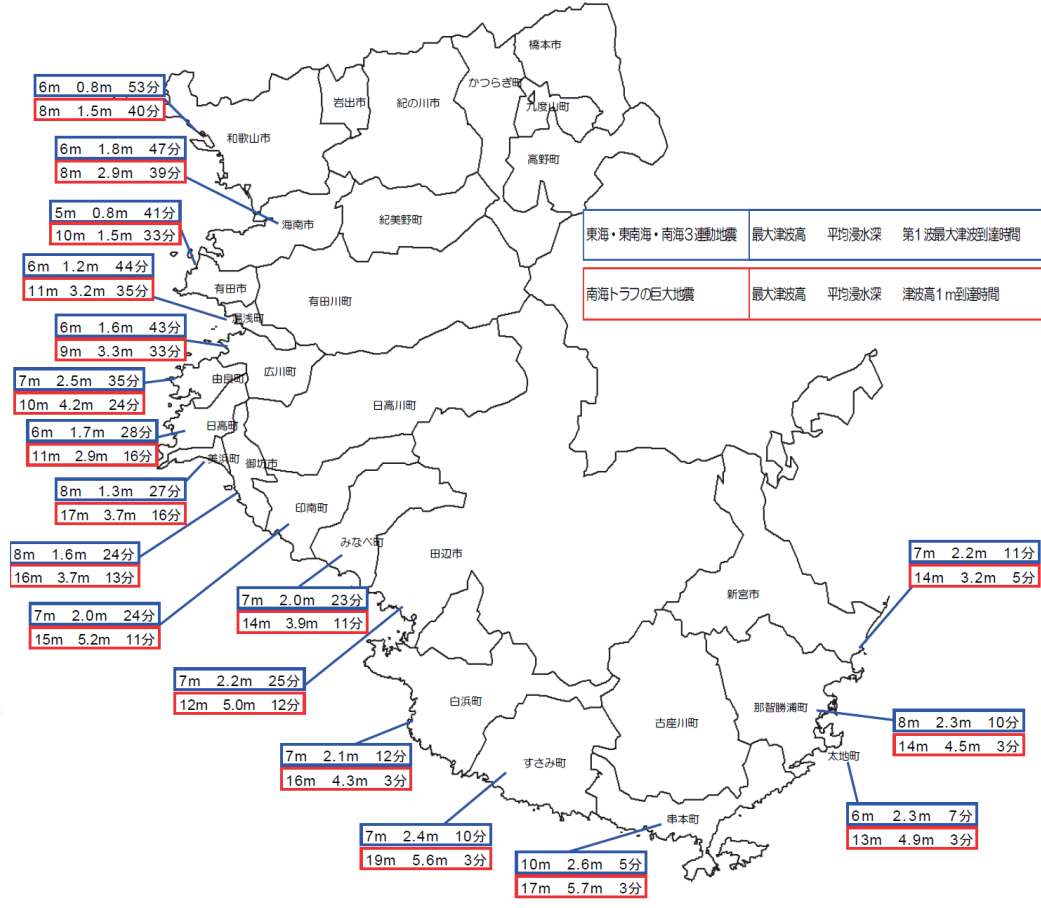 橋本市
かつらぎ町
岩出市
紀の川市
九度山町
和歌山市
高野町
6m 0.8m 53分
8m 1.5m 40分
6m 1.8m 47分
8m 2.9m 39分
海南市
紀美野町
5m 0.8m 41分
10m 1.5m 33分
東海・東南海・南海3連動地震 最大津波高 平均浸水深 第1波最大津波到達時間
南海トラフの巨大地震 最大津波高 平均浸水深 津波高1m到達時間
6m 1.2m 44分
11m 3.2m 35分
有田市
有田川町
湯浅町
6m 1.6m 43分
9m 3.3m 33分
広川町
由良町
7m 2.5m 35分
10m 4.2m 24分
日高川町
日高町
6m 1.7m 28分
11m 2.9m 16分
美浜町
御坊市
8m 1.3m 27分
17m 3.7m 16分
印南町
みなべ町
田辺市
8m 1.6m 24分
16m 3.7m 13分
7m 2.2m 11分
14m 3.2m 5分
新宮市
7m 2.0m 24分
15m 5.2m 11分
7m 2.0m 23分
14m 3.9m 11分
7m 2.2m 25分
12m 5.0m 12分
白浜町
古座川町
那智勝浦町
8m 2.3m 10分
14m 4.5m 3分
太地町
7m 2.1m 12分
16m 4.3m 3分
すさみ町
6m 2.3m 7分
13m 4.9m 3分
串本町
7m 2.4m 10分
19m 5.6m 3分
10m 2.6m 5分
17m 5.7m 3分